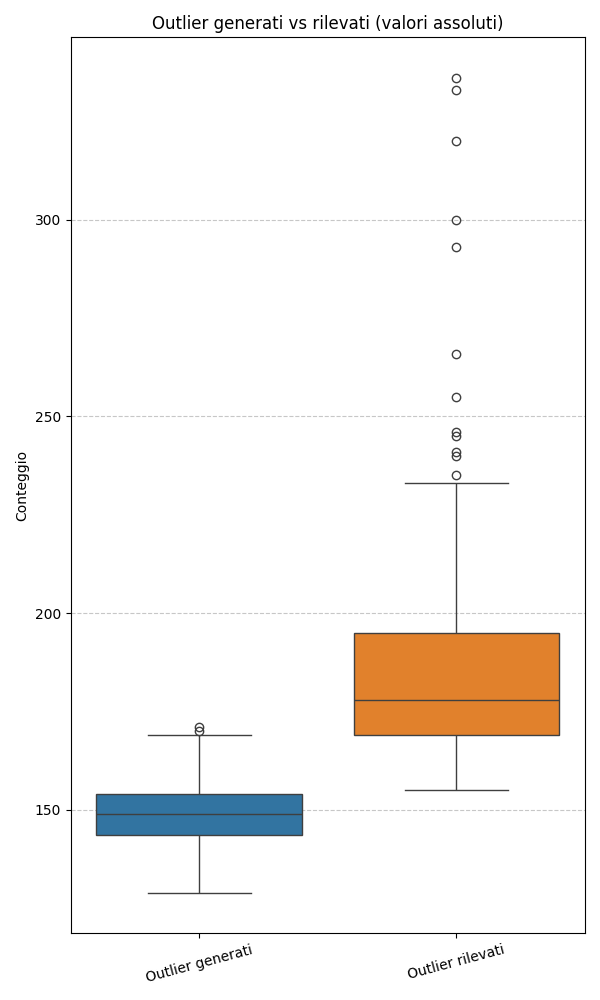 Outlier generati vs rilevati (valori assoluti)
Conteggio
300
250
200
150
Outlier generati
Outlier rilevati